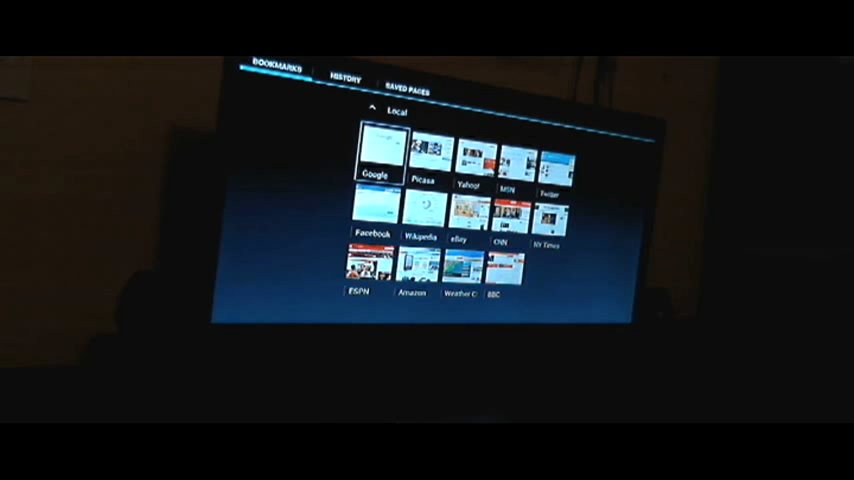 BOOKMARKS HISTORY SAVED PAGES
Local
Google Picasa Yahoo! MSN Twitter
Facebook Wikipedia eBay CNN NY Times
ESPN Amazon Weather C BBC